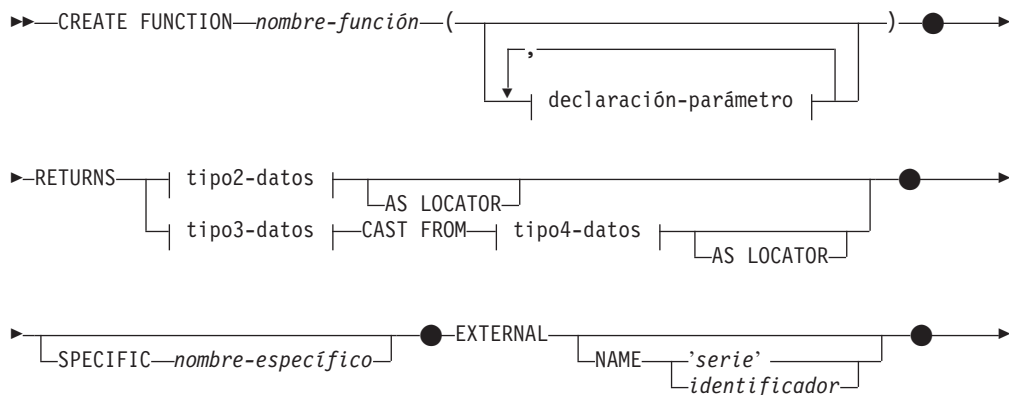 CREATE FUNCTION nombre-función ( )
,
declaración-parámetro
RETURNS tipo2-datos
AS LOCATOR
tipo3-datos CAST FROM tipo4-datos
AS LOCATOR
SPECIFIC nombre-específico EXTERNAL
NAME 'serie'
identificador